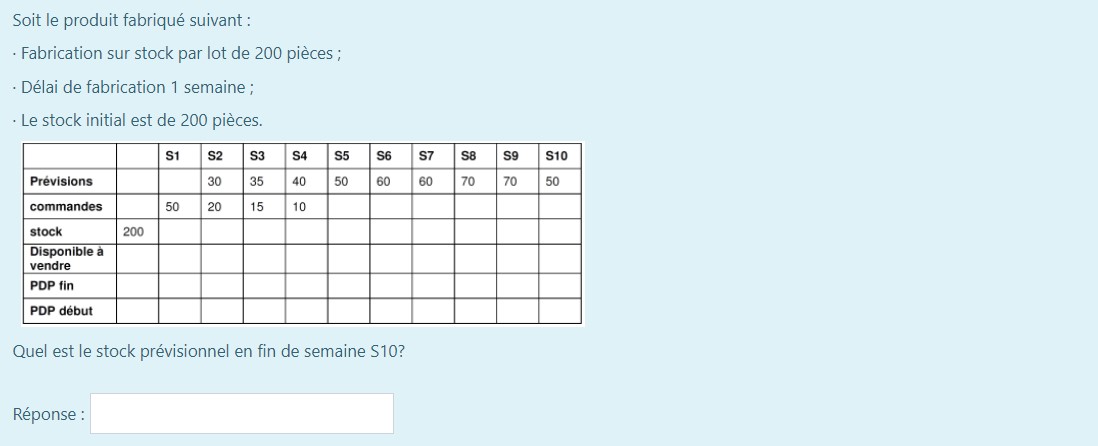 Soit le produit fabriqué suivant :
· Fabrication sur stock par lot de 200 pièces ;
· Délai de fabrication 1 semaine ;
· Le stock initial est de 200 pièces.
S1 S2 S3 S4 S5 S6 S7 S8 S9 S10
Prévisions 30 35 40 50 60 60 70 70 50
commandes 50 20 15 10
stock 200
Disponible à
vendre
PDP fin
PDP début
Quel est le stock prévisionnel en fin de semaine S10?
Réponse :